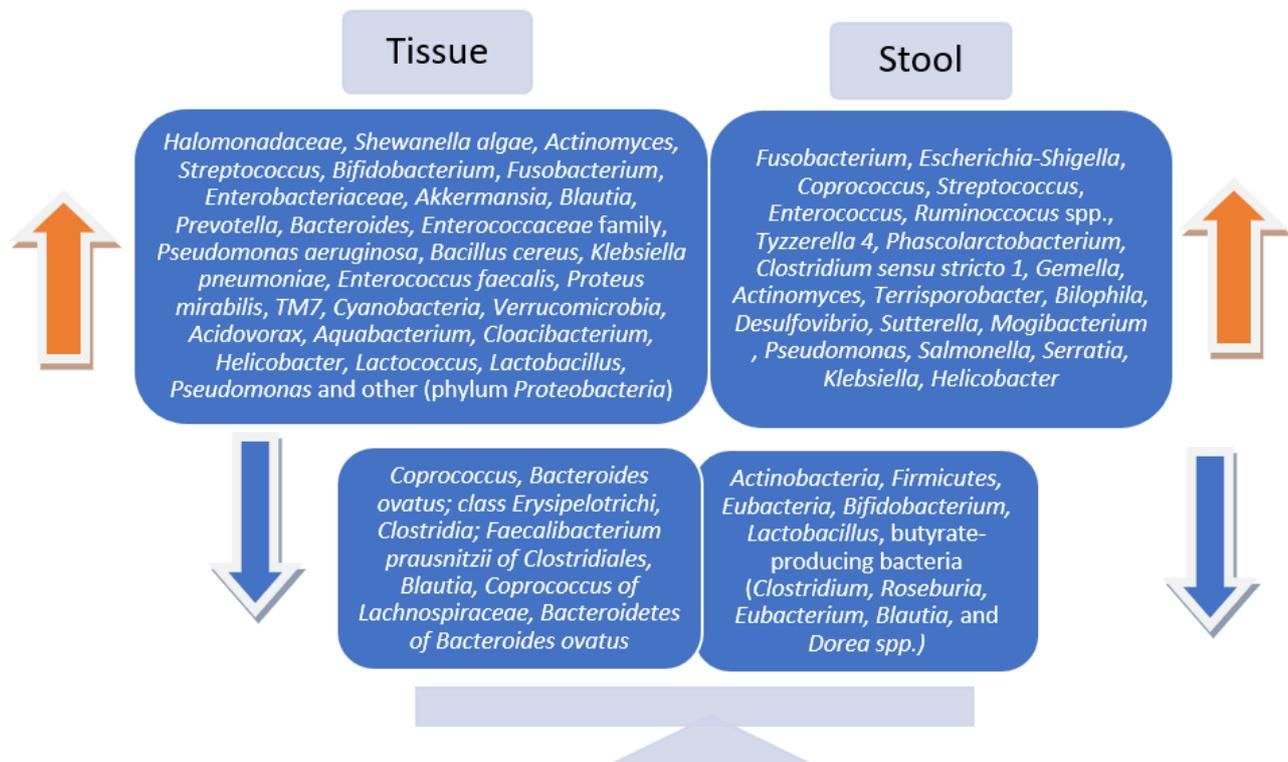 Tissue
Stool
Halomonadaceae, Shewanella algae, Actinomyces,
Streptococcus, Bifidobacterium, Fusobacterium,
Enterobacteriaceae, Akkermansia, Blautia,
Prevotella, Bacteroides, Enterococcaceae family,
Pseudomonas aeruginosa, Bacillus cereus, Klebsiella
pneumoniae, Enterococcus faecalis, Proteus
mirabilis, TM7, Cyanobacteria, Verrucomicrobia,
Acidovorax, Aquabacterium, Cloacibacterium,
Helicobacter, Lactococcus, Lactobacillus,
Pseudomonas and other (phylum Proteobacteria)
Fusobacterium, Escherichia-Shigella,
Coprococcus, Streptococcus,
Enterococcus, Ruminoccocus spp.,
Tyzzerella 4, Phascolarctobacterium,
Clostridium sensu stricto 1, Gemella,
Actinomyces, Terrisporobacter, Bilophila,
Desulfovibrio, Sutterella, Mogibacterium
, Pseudomonas, Salmonella, Serratia,
Klebsiella, Helicobacter
Coprococcus, Bacteroides
ovatus; class Erysipelotrichi,
Clostridia; Faecalibacterium
prausnitzii of Clostridiales,
Blautia, Coprococcus of
Lachnospiraceae, Bacteroidetes
of Bacteroides ovatus
Actinobacteria, Firmicutes,
Eubacteria, Bifidobacterium,
Lactobacillus, butyrate-
producing bacteria
(Clostridium, Roseburia,
Eubacterium, Blautia, and
Dorea spp.)